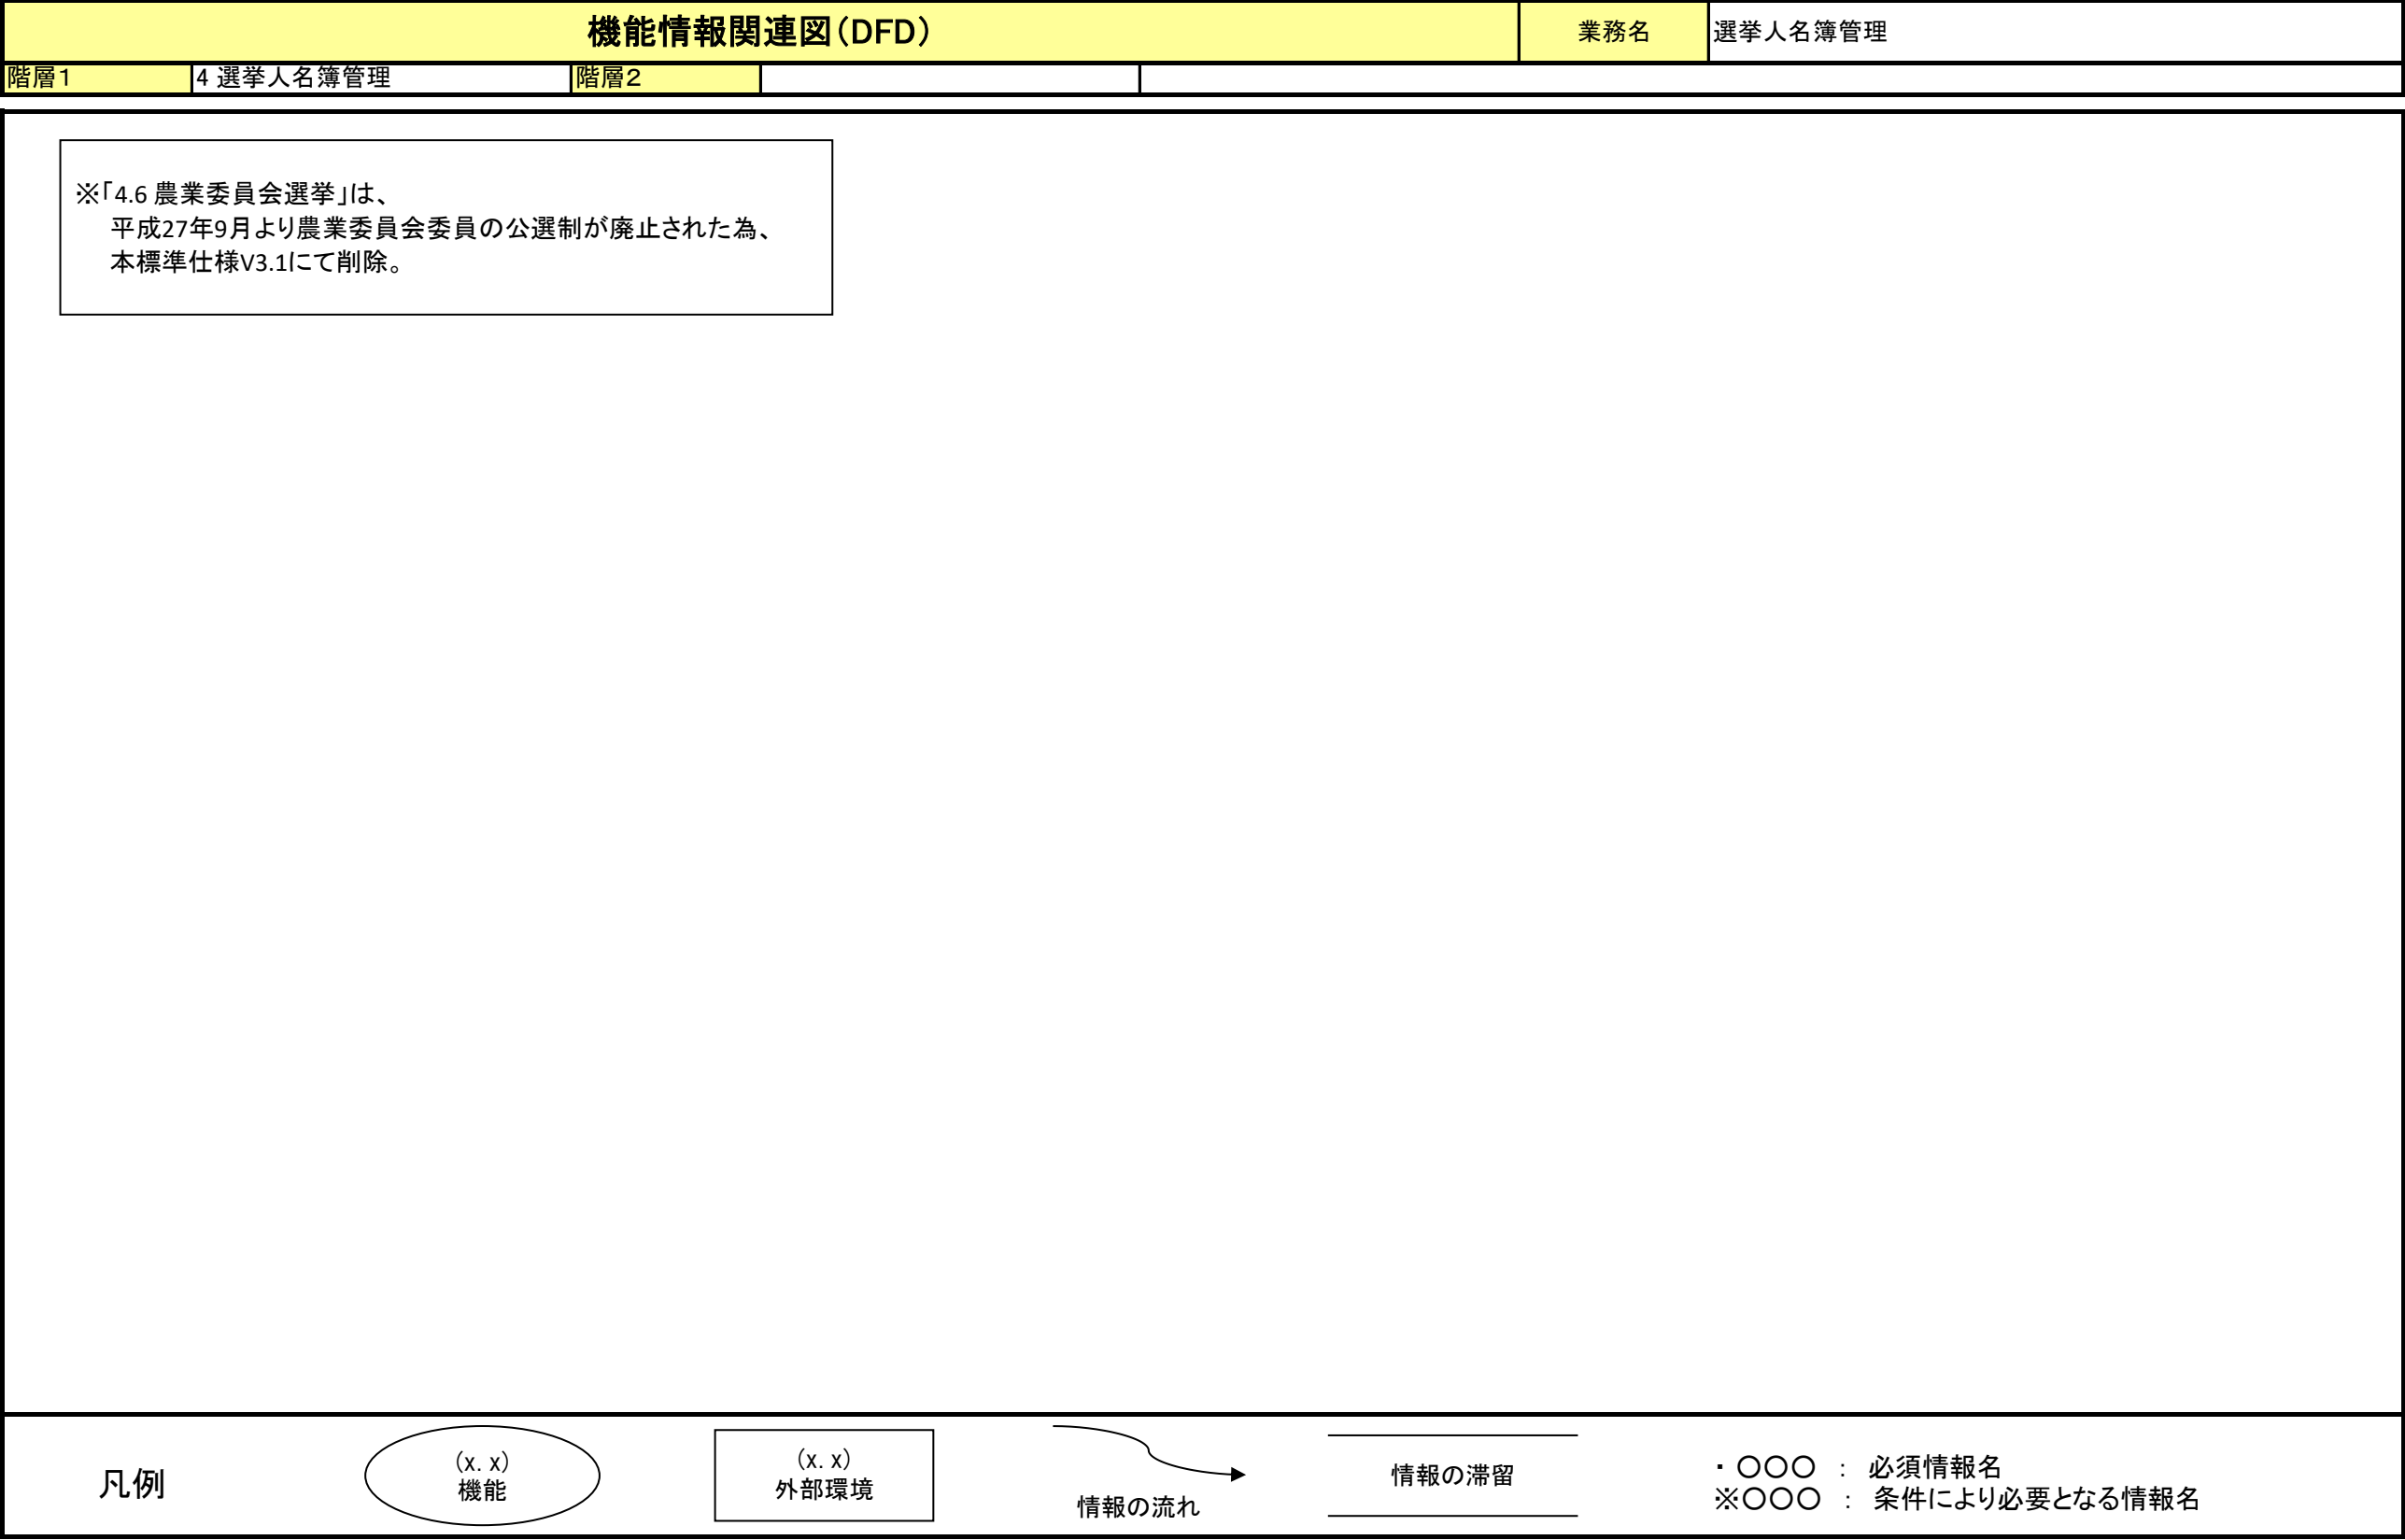 機能情報関連図（DFD）
業務名
選挙人名簿管理
階層１
4 選挙人名簿管理
階層２
※「4.6 農業委員会選挙」は、
平成27年9月より農業委員会委員の公選制が廃止された為、
本標準仕様V3.1にて削除。
凡例
（x．x）
機能
（x．x）
外部環境
情報の流れ
情報の滞留
・〇〇〇　：　必須情報名
※〇〇〇　：　条件により必要となる情報名